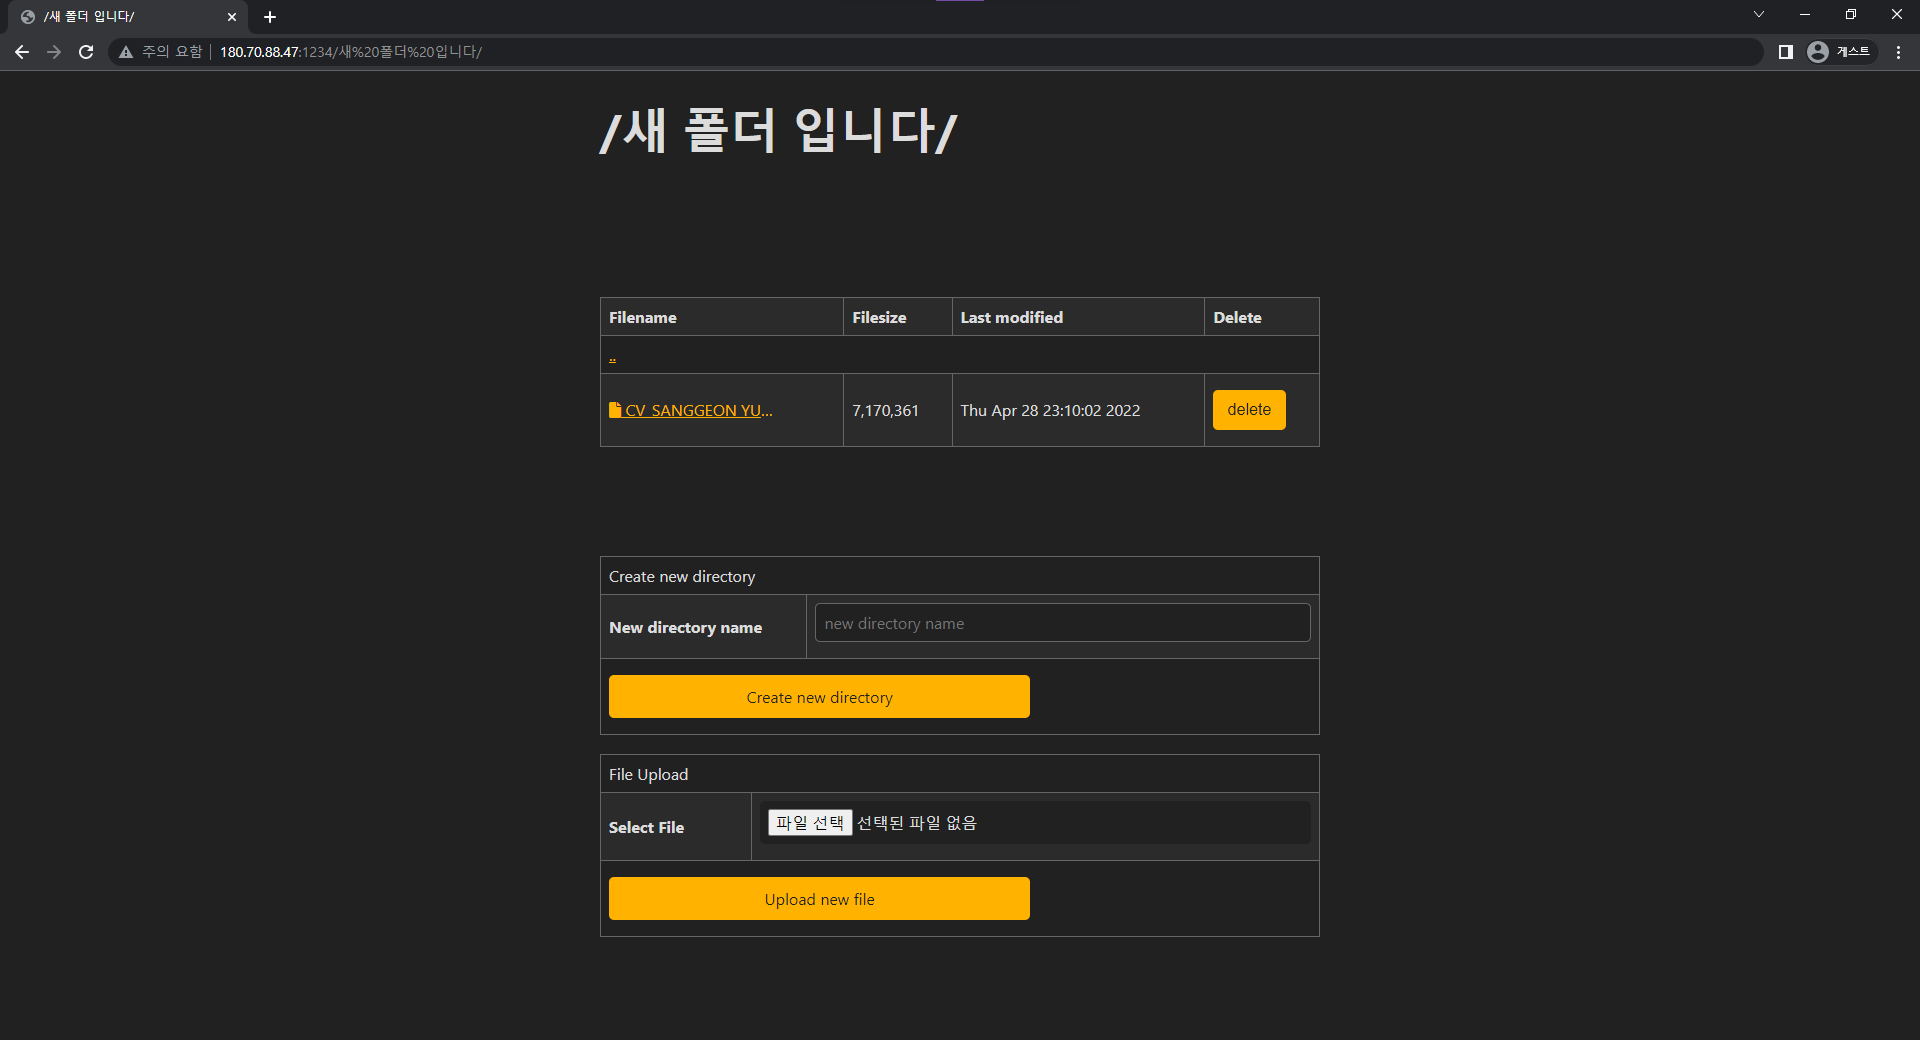 /새 폴더 입니다/
주의 요함 180.70.88.47:1234/새%20폴더%20입니다/ 게스트
/새 폴더 입니다/
Filename Filesize Last modified Delete
..
CV_SANGGEON YU... 7,170,361 Thu Apr 28 23:10:02 2022 delete
Create new directory
New directory name new directory name
Create new directory
File Upload
Select File 파일 선택 선택된 파일 없음
Upload new file